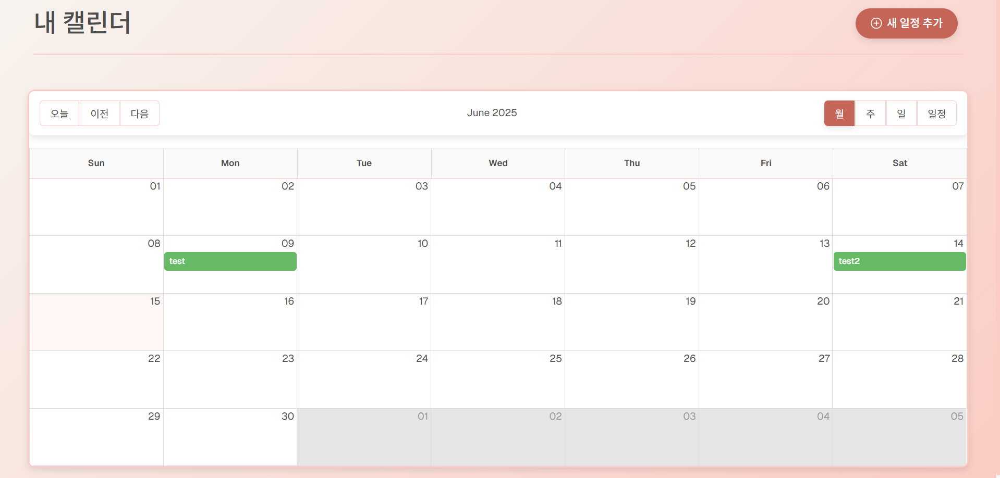 내 캘린더
새 일정 추가
오늘 이전 다음 June 2025 월 주 일 일정
Sun Mon Tue Wed Thu Fri Sat
01 02 03 04 05 06 07
08 09 10 11 12 13 14
test test2
15 16 17 18 19 20 21
22 23 24 25 26 27 28
29 30 01 02 03 04 05